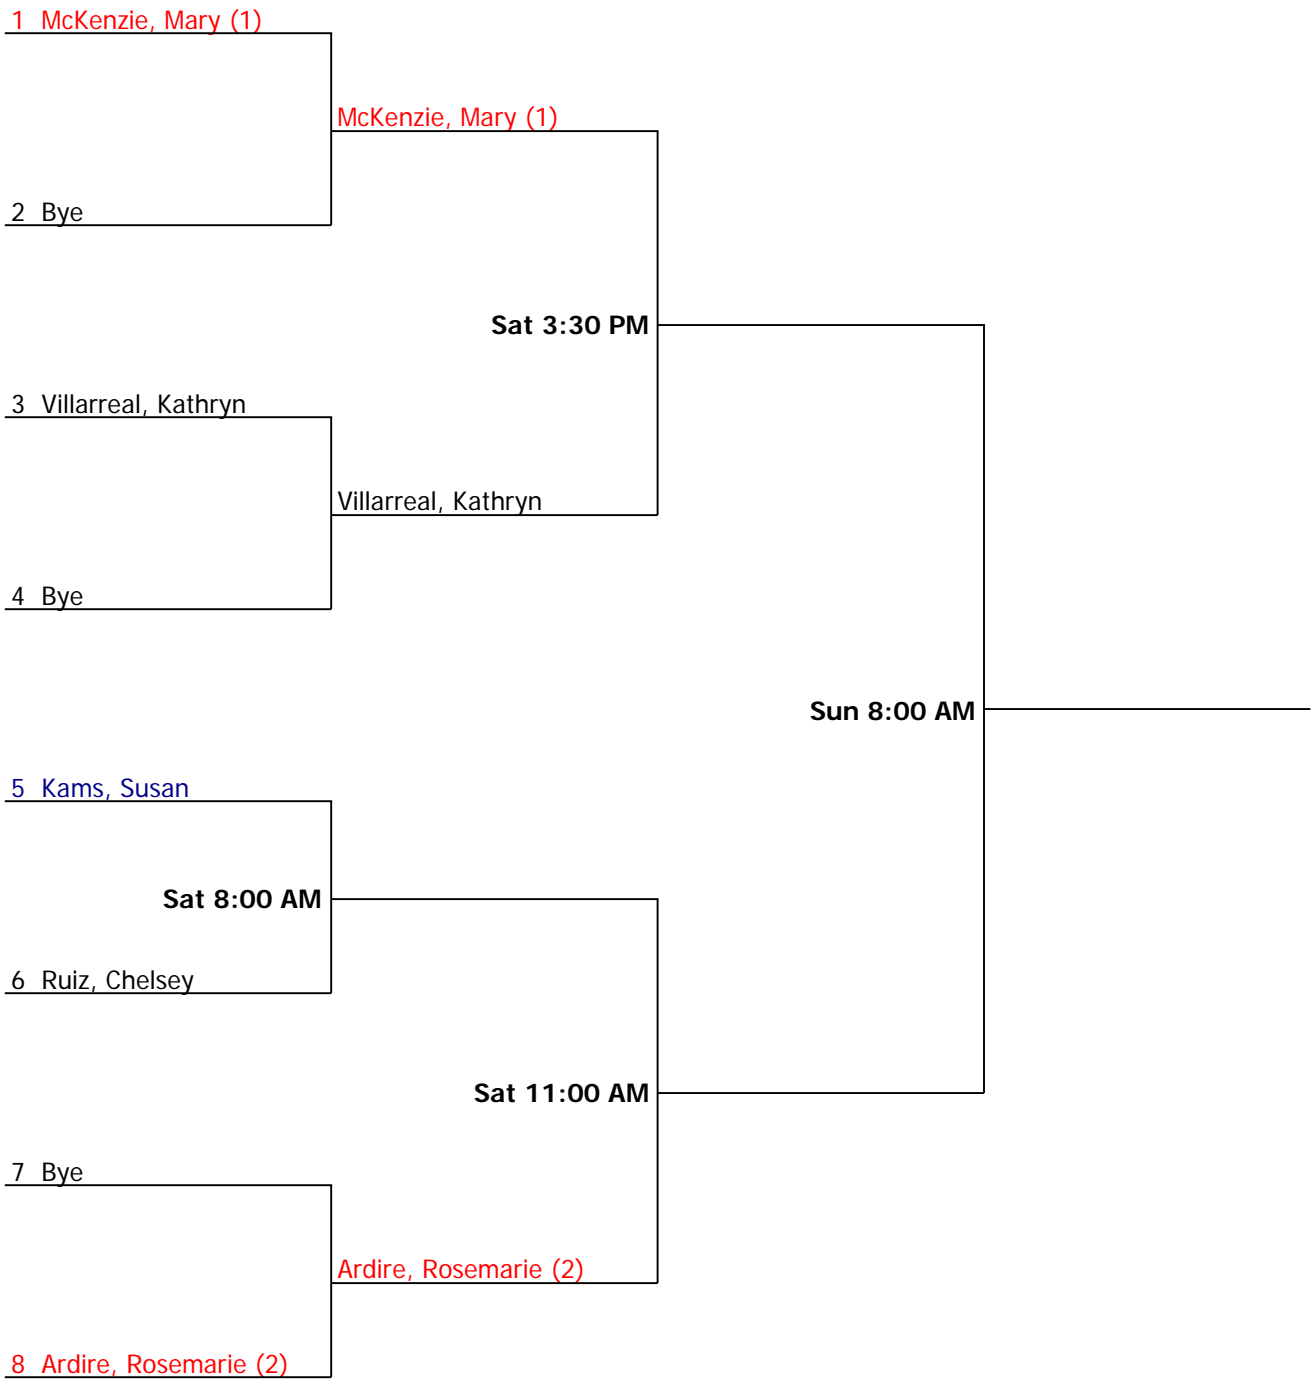 1 McKenzie, Mary (1)
McKenzie, Mary (1)
2 Bye
Sat 3:30 PM
3 Villarreal, Kathryn
Villarreal, Kathryn
4 Bye
Sun 8:00 AM
5 Kams, Susan
Sat 8:00 AM
6 Ruiz, Chelsey
Sat 11:00 AM
7 Bye
Ardire, Rosemarie (2)
8 Ardire, Rosemarie (2)